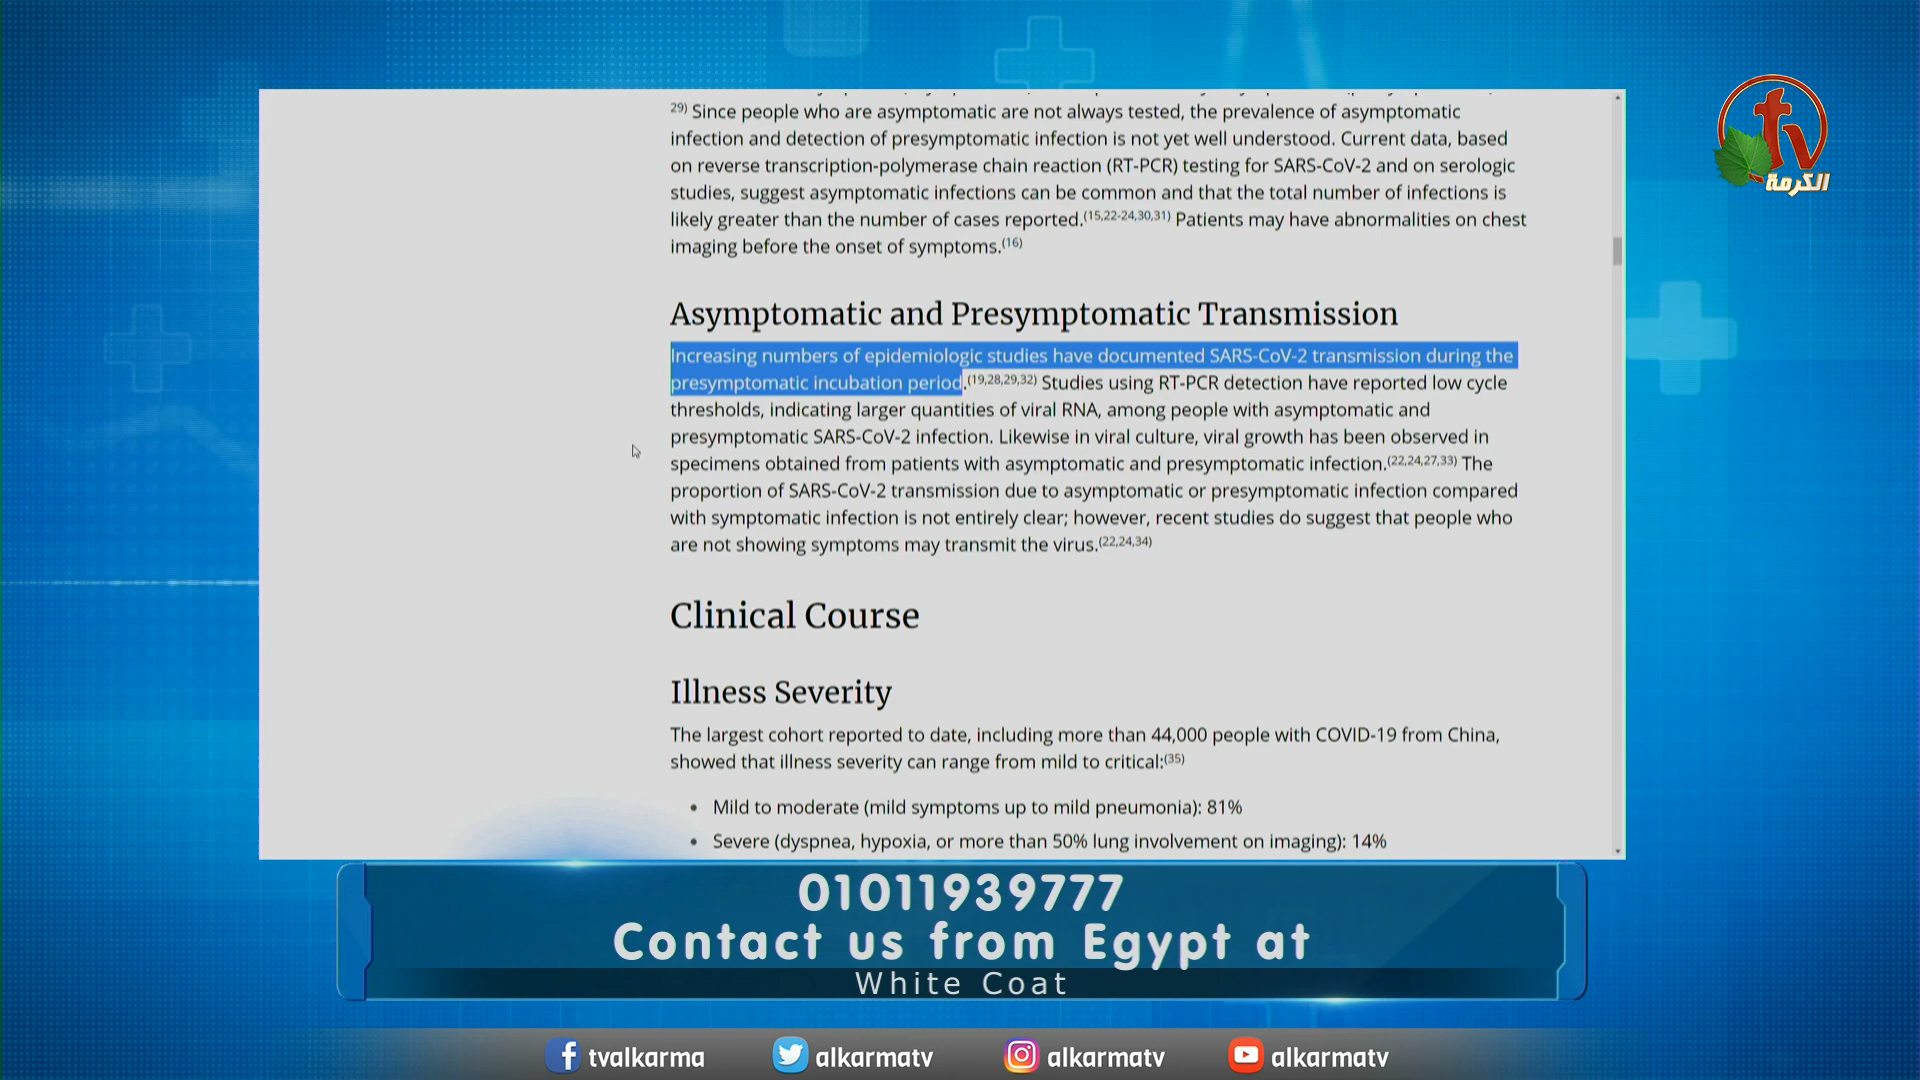 29) Since people who are asymptomatic are not always tested, the prevalence of asymptomatic
infection and detection of presymptomatic infection is not yet well understood. Current data, based
on reverse transcription-polymerase chain reaction (RT-PCR) testing for SARS-CoV-2 and on serologic
studies, suggest asymptomatic infections can be common and that the total number of infections is
likely greater than the number of cases reported.(15,22-24,30,31) Patients may have abnormalities on chest
imaging before the onset of symptoms.(16)
Asymptomatic and Presymptomatic Transmission
Increasing numbers of epidemiologic studies have documented SARS-CoV-2 transmission during the
presymptomatic incubation period.(19,28,29,32) Studies using RT-PCR detection have reported low cycle
thresholds, indicating larger quantities of viral RNA, among people with asymptomatic and
presymptomatic SARS-CoV-2 infection. Likewise in viral culture, viral growth has been observed in
specimens obtained from patients with asymptomatic and presymptomatic infection.(22,24,27,33) The
proportion of SARS-CoV-2 transmission due to asymptomatic or presymptomatic infection compared
with symptomatic infection is not entirely clear; however, recent studies do suggest that people who
are not showing symptoms may transmit the virus.(22,24,34)
Clinical Course
Illness Severity
The largest cohort reported to date, including more than 44,000 people with COVID-19 from China,
showed that illness severity can range from mild to critical:(35)
• Mild to moderate (mild symptoms up to mild pneumonia): 81%
• Severe (dyspnea, hypoxia, or more than 50% lung involvement on imaging): 14%
tv
الكرمة
01011939777
Contact us from Egypt at
White Coat
tvalkarma
alkarmatv
alkarmatv
alkarmatv